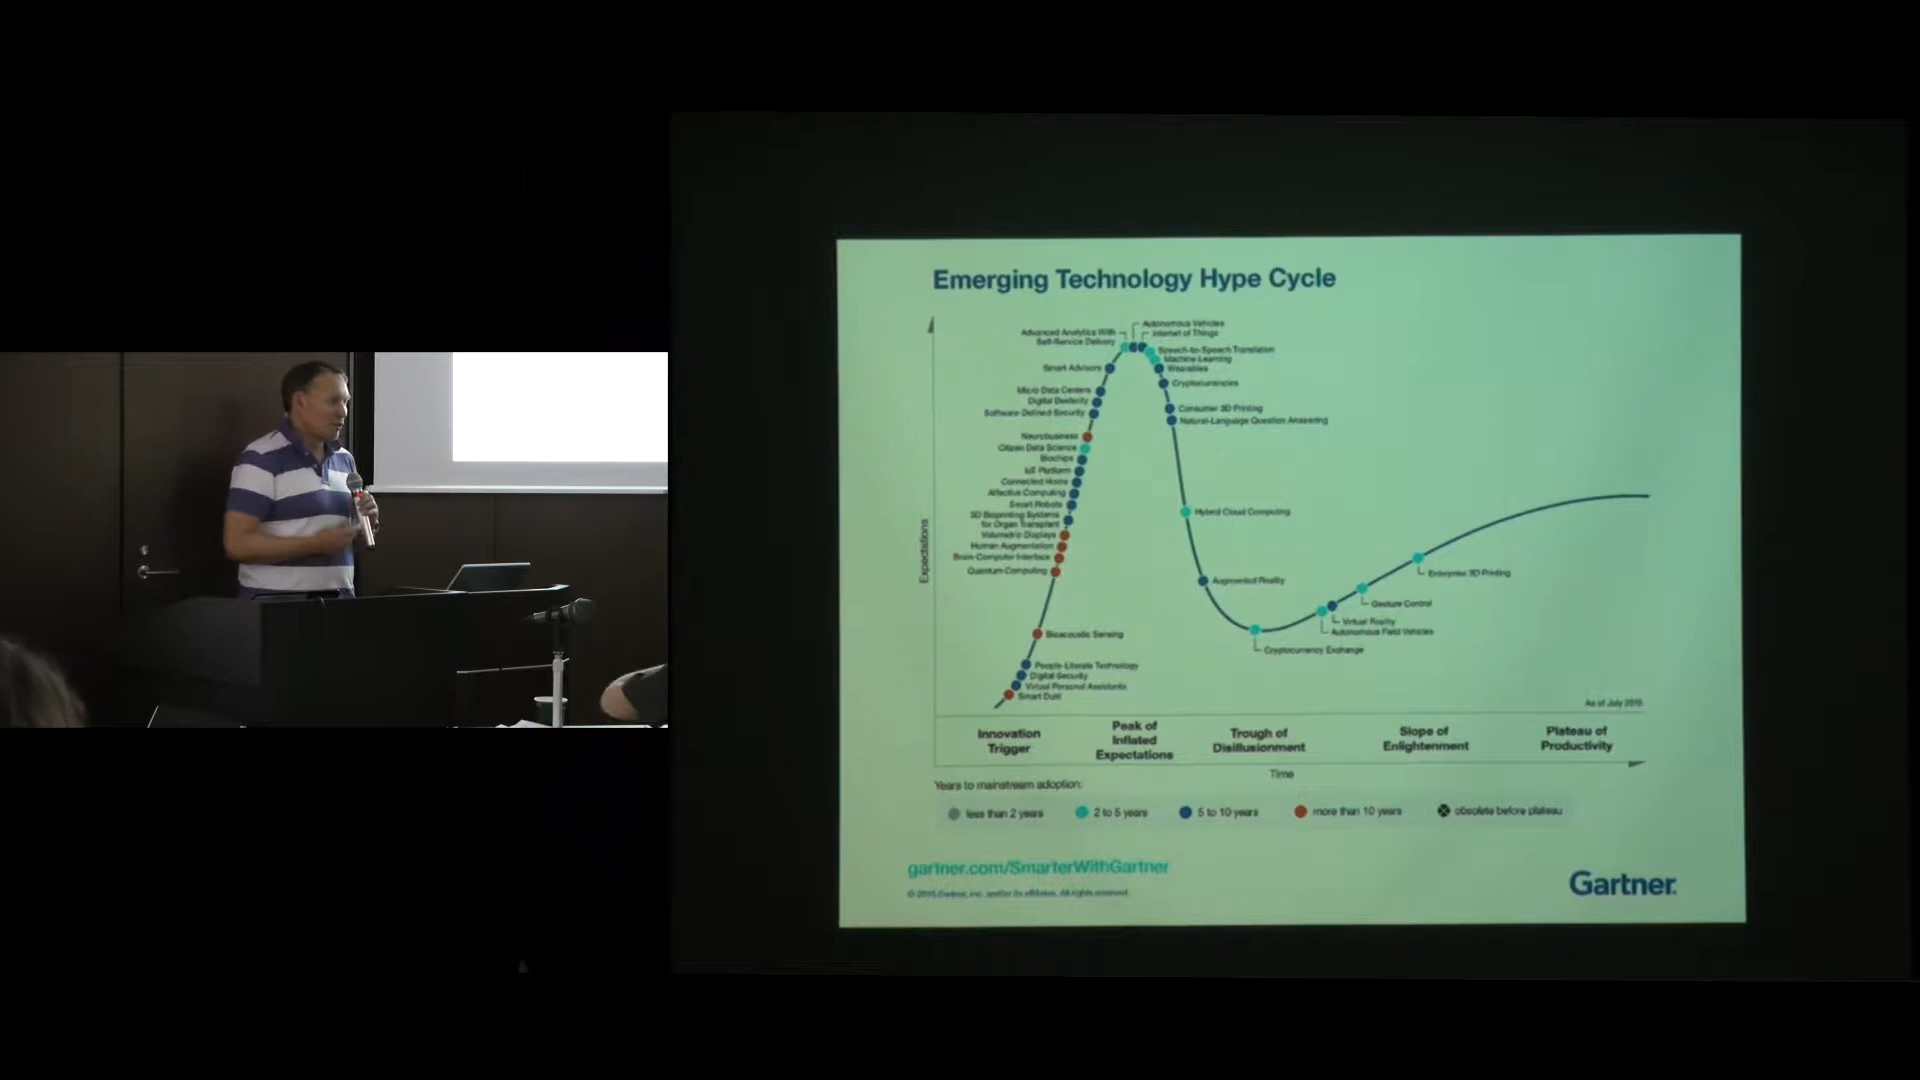 Emerging Technology Hype Cycle
Autonomous Vehicles
Advanced Analytics With
Self-Service Delivery
Internet of Things
Speech-to-Speech Translation
Machine Learning
Smart Advisors
Wearables
Cryptocurrencies
Micro Data Centers
Digital Dexterity
Software-Defined Security
Consumer 3D Printing
Natural-Language Question Answering
Neurobusiness
Citizen Data Science
Biochips
IoT Platform
Connected Home
Affective Computing
Smart Robots
3D Bioprinting Systems
for Organ Transplant
Volumetric Displays
Human Augmentation
Brain-Computer Interface
Quantum Computing
Hybrid Cloud Computing
Augmented Reality
Enterprise 3D Printing
Gesture Control
Virtual Reality
Autonomous Field Vehicles
Cryptocurrency Exchange
Bioacoustic Sensing
People-Literate Technology
Digital Security
Virtual Personal Assistants
Smart Dust
Expectations
As of July 2015
Innovation
Trigger
Peak of
Inflated
Expectations
Trough of
Disillusionment
Slope of
Enlightenment
Plateau of
Productivity
Time
Years to mainstream adoption:
less than 2 years
2 to 5 years
5 to 10 years
more than 10 years
obsolete before plateau
gartner.com/SmarterWithGartner
© 2015 Gartner, Inc. and/or its affiliates. All rights reserved.
Gartner.